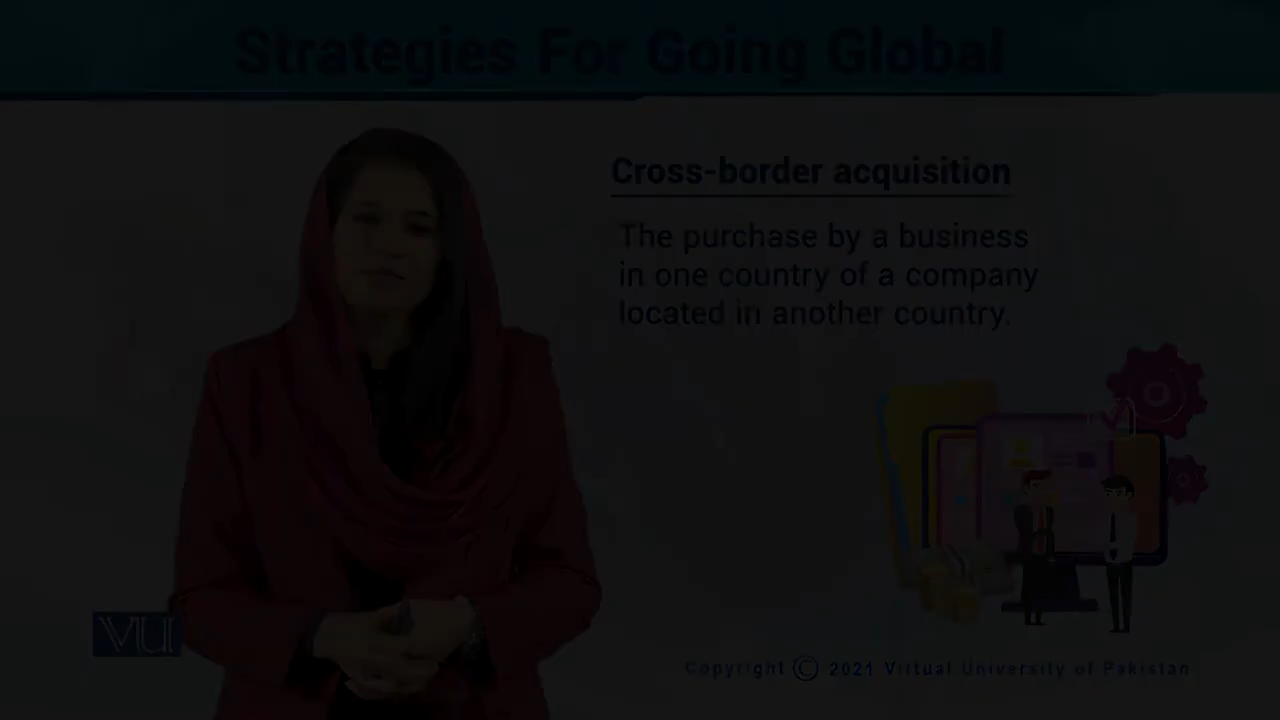 Strategies For Going Global
Cross-border acquisition
The purchase by a business
in one country of a company
located in another country.
VU
Copyright © 2021 Virtual University of Pakistan